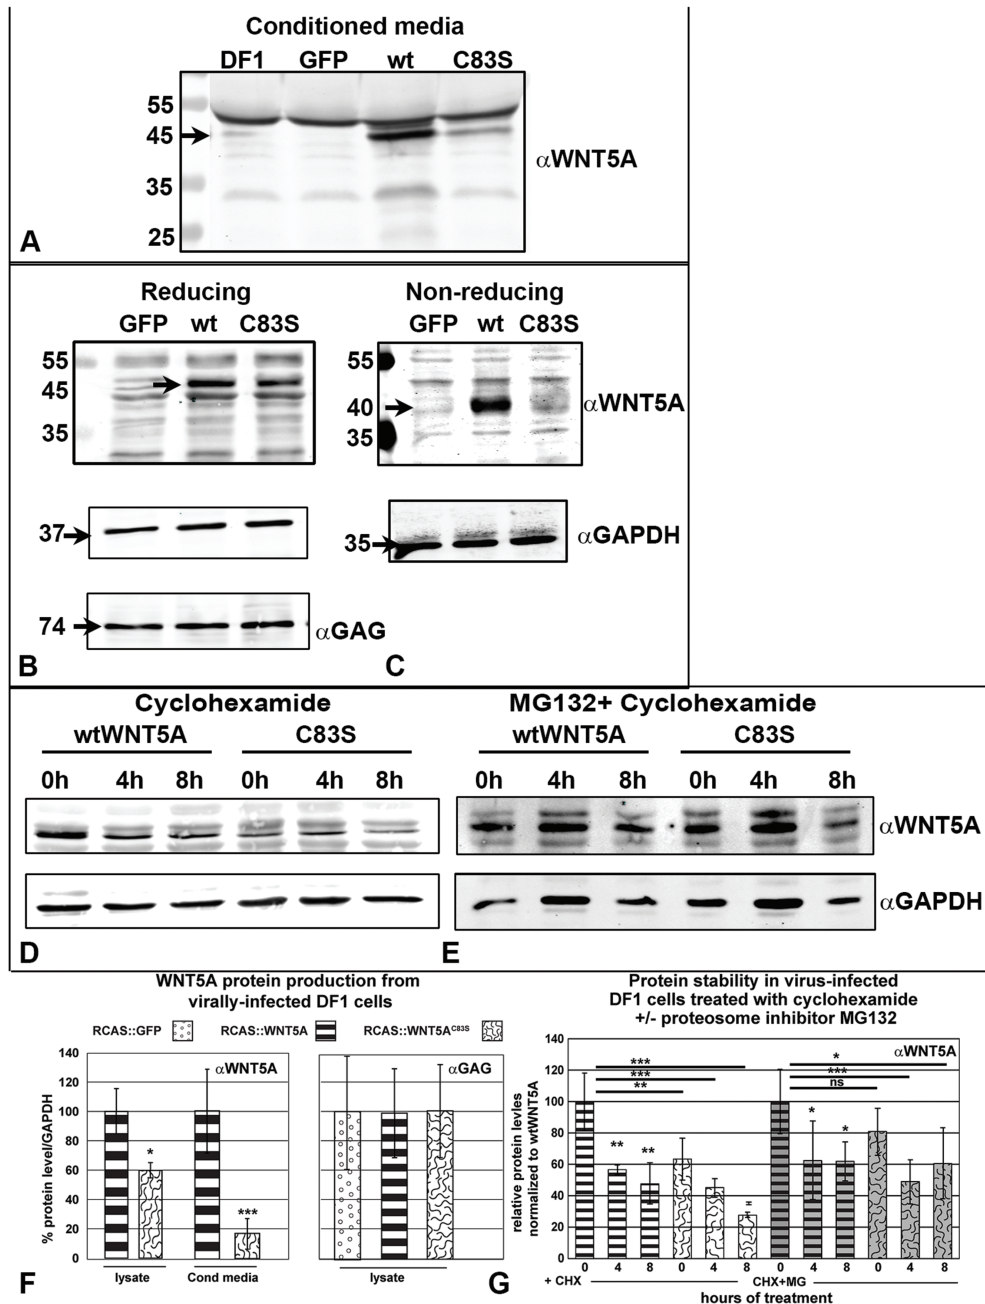 Conditioned media
DF1 GFP wt C83S
55
45
35
25
αWNT5A
A
Reducing
GFP wt C83S
55
45
35
37
74
αGAG
B
Non-reducing
GFP wt C83S
40
35
αWNT5A
35
αGAPDH
C
Cyclohexamide
wtWNT5A C83S
0h 4h 8h 0h 4h 8h
D
MG132+ Cyclohexamide
wtWNT5A C83S
0h 4h 8h 0h 4h 8h
αWNT5A
αGAPDH
E
WNT5A protein production from
virally-infected DF1 cells
RCAS::GFP RCAS::WNT5A RCAS::WNT5A^C83S
% protein level/GAPDH
140
120
100
80
60
40
20
0
αWNT5A
*
***
lysate Cond media
αGAG
lysate
F
Protein stability in virus-infected
DF1 cells treated with cyclohexamide
+/- proteosome inhibitor MG132
relative protein levles
normalized to wtWNT5A
140
120
100
80
60
40
20
0
αWNT5A
***
***
**
** **
*
***
ns
* *
0 4 8 0 4 8 0 4 8 0 4 8
+ CHX CHX+MG
hours of treatment
G